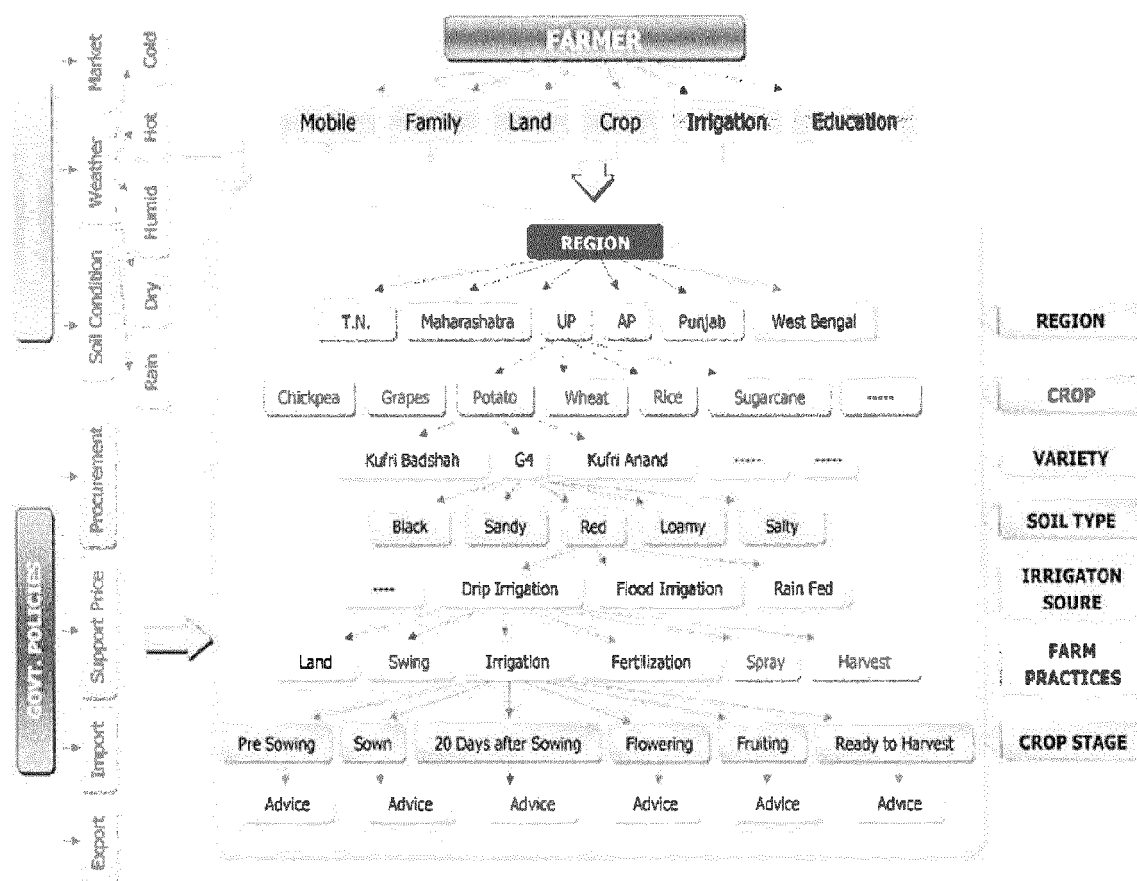 FARMER
Mobile Family Land Crop Irrigation Education
REGION
T.N. Maharashatra UP AP Punjab West Bengal REGION
Chickpea Grapes Potato Wheat Rice Sugarcane ----- CROP
Kufri Badshah G4 Kufri Anand ----- ----- VARIETY
Black Sandy Red Loamy Salty SOIL TYPE
---- Drip Irrigation Flood Irrigation Rain Fed IRRIGATON
SOURE
Land Swing Irrigation Fertilization Spray Harvest FARM
PRACTICES
Pre Sowing Sown 20 Days after Sowing Flowering Fruiting Ready to Harvest CROP STAGE
Advice Advice Advice Advice Advice Advice
Market
Weather
Soil Condition
Cold
Hot
Humid
Dry
Rain
GOVT. POLICIES
Procurement
Support Price
Import
Export